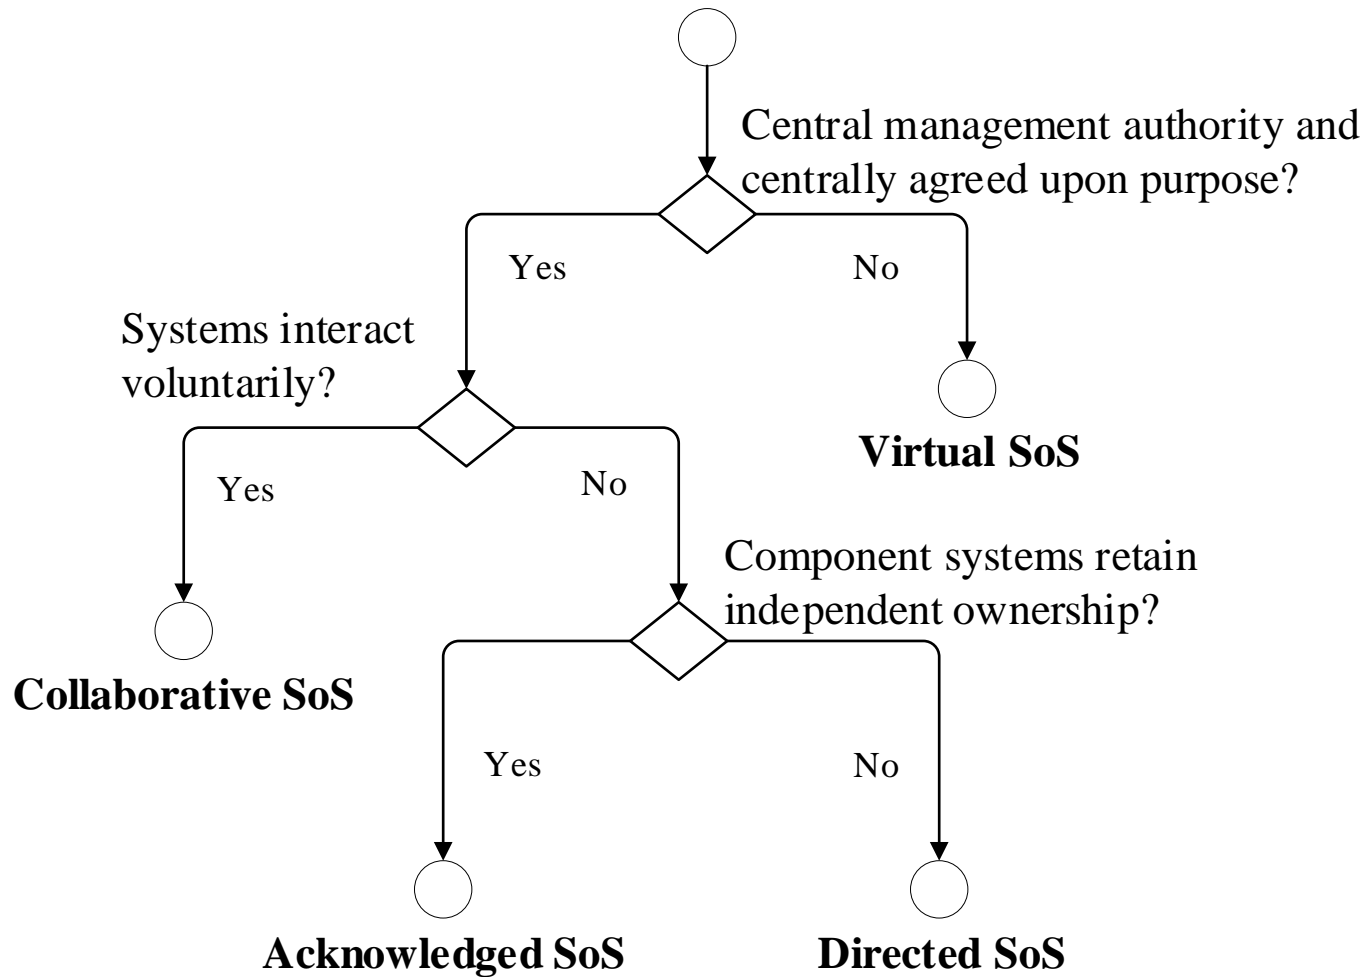 Central management authority and
centrally agreed upon purpose?
Yes
No
Systems interact
voluntarily?
Virtual SoS
Yes
No
Component systems retain
independent ownership?
Collaborative SoS
Yes
No
Acknowledged SoS
Directed SoS